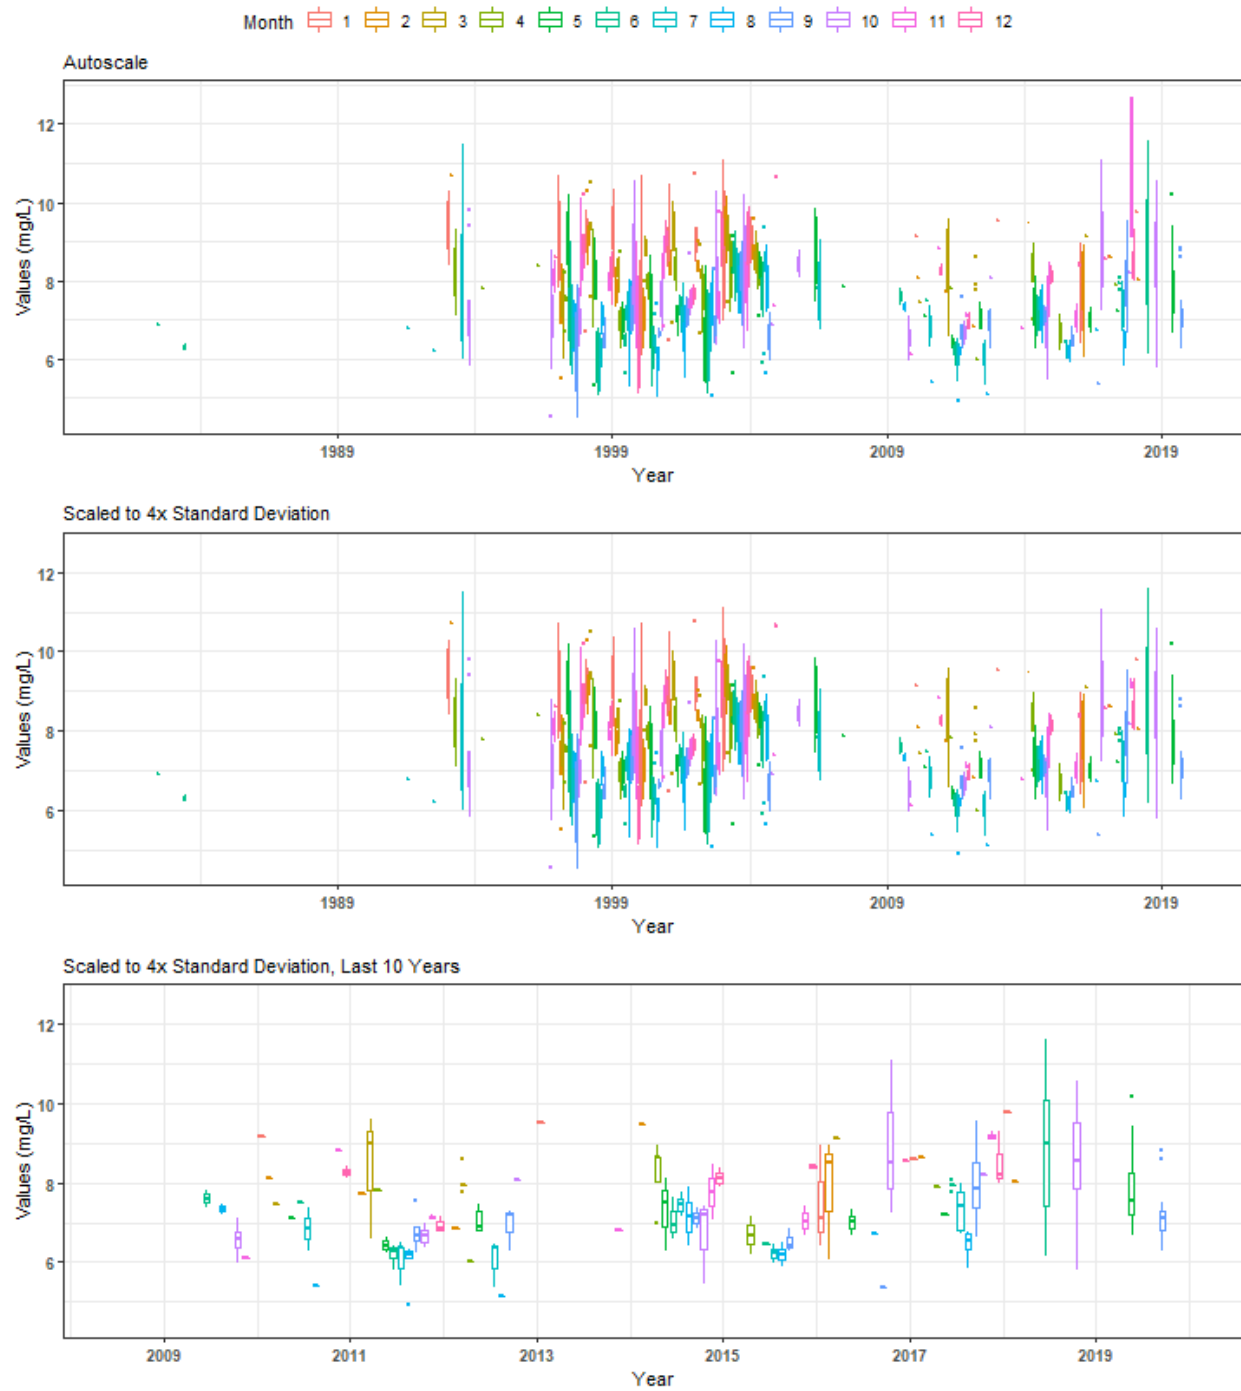 Month 1 2 3 4 5 6 7 8 9 10 11 12
Autoscale
Values (mg/L)
12
10
8
6
1989 1999 2009 2019
Year
Scaled to 4x Standard Deviation
Values (mg/L)
12
10
8
6
1989 1999 2009 2019
Year
Scaled to 4x Standard Deviation, Last 10 Years
Values (mg/L)
12
10
8
6
2009 2011 2013 2015 2017 2019
Year